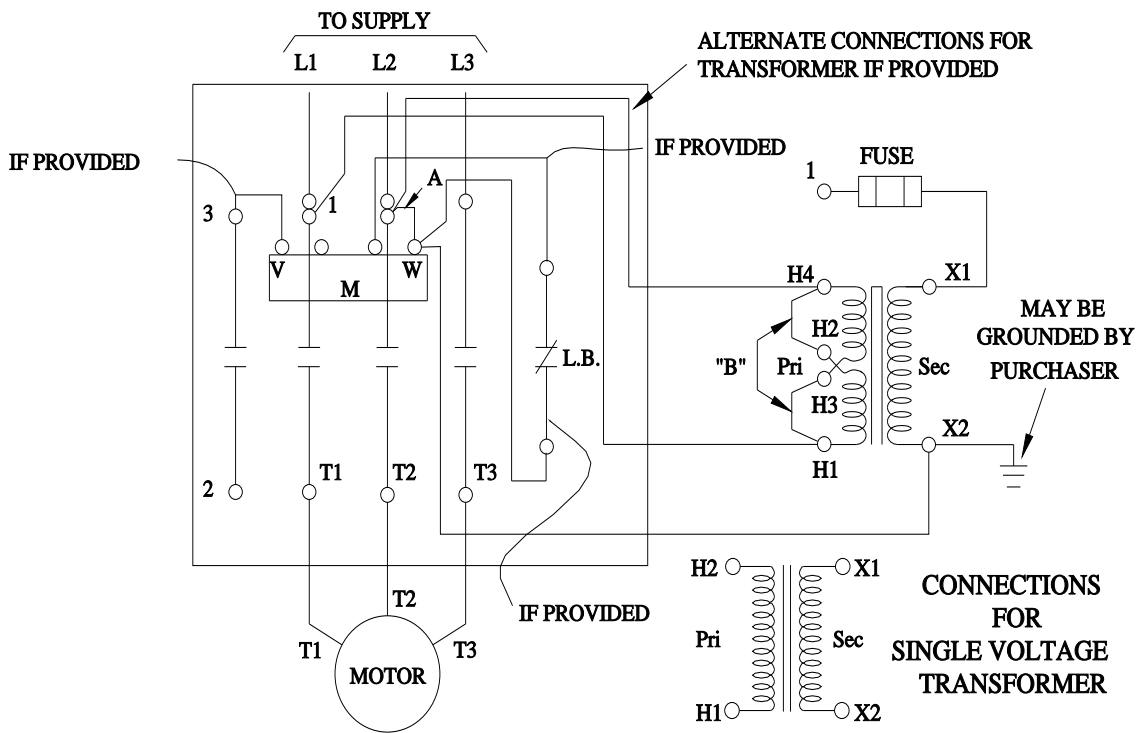 TO SUPPLY
L1 L2 L3
ALTERNATE CONNECTIONS FOR
TRANSFORMER IF PROVIDED
IF PROVIDED
IF PROVIDED
A
1
FUSE
3
1
V
W
M
H4
X1
H2
"B"
Pri
Sec
H3
H1
X2
MAY BE
GROUNDED BY
PURCHASER
L.B.
2
T1
T2
T3
IF PROVIDED
T2
T1
T3
MOTOR
H2
X1
Pri
Sec
H1
X2
CONNECTIONS
FOR
SINGLE VOLTAGE
TRANSFORMER